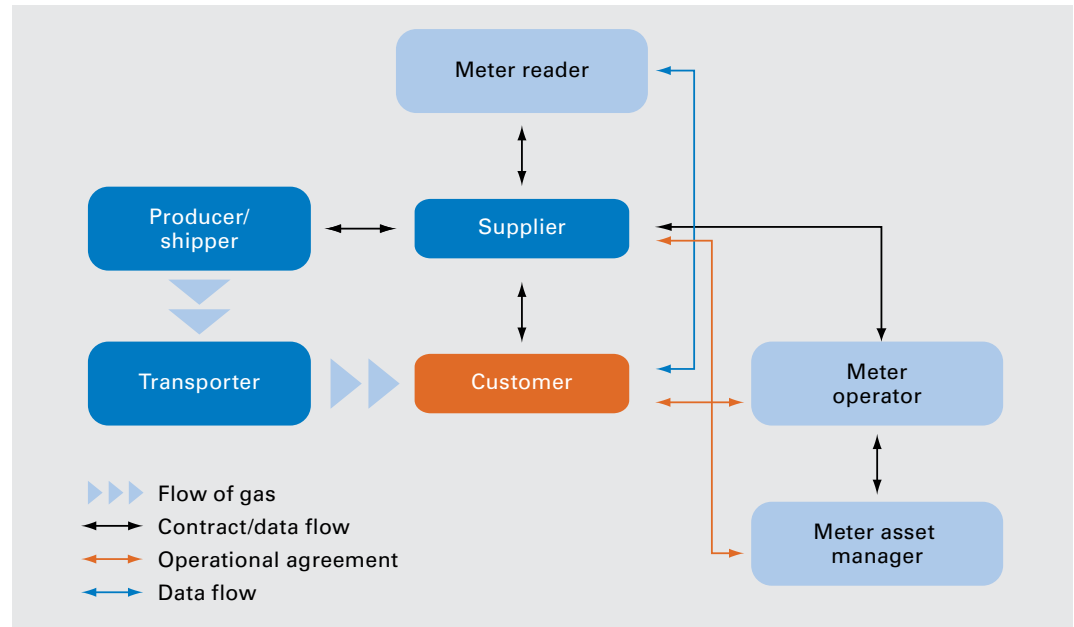 Meter reader
Producer/
shipper
Supplier
Transporter
Customer
Meter
operator
Meter asset
manager
Flow of gas
Contract/data flow
Operational agreement
Data flow